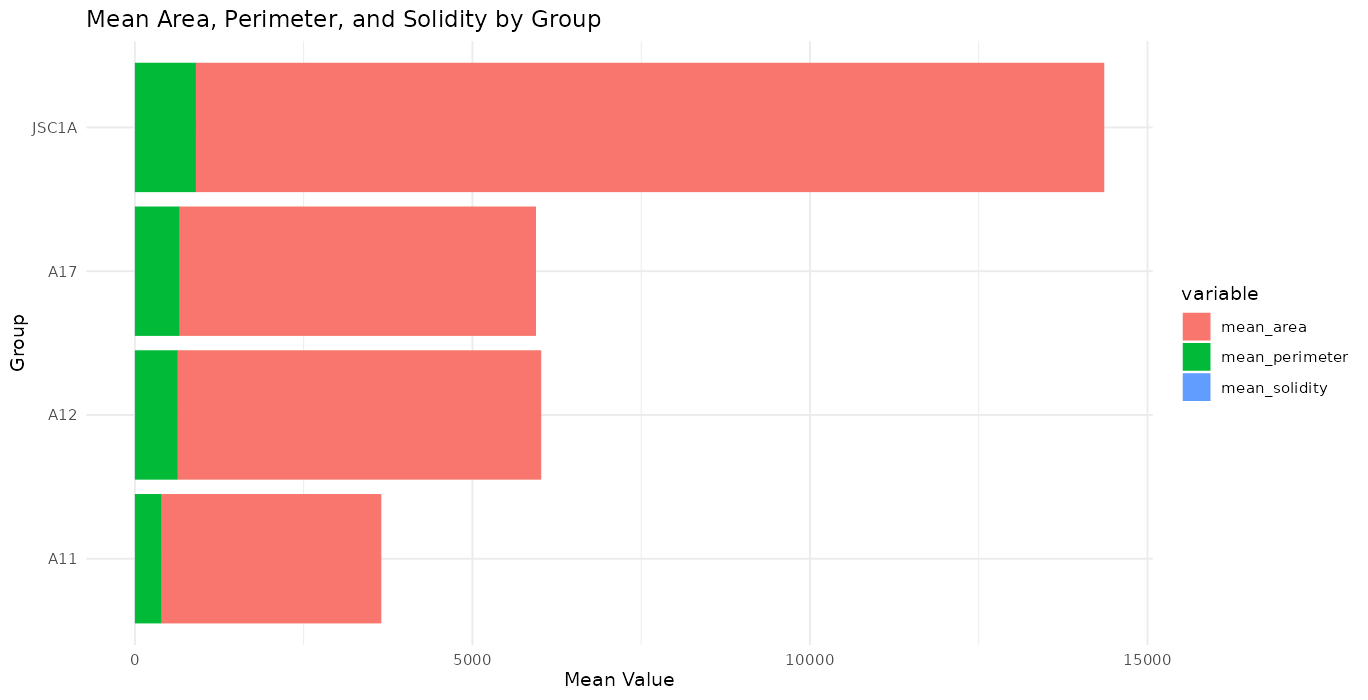 Mean Area, Perimeter, and Solidity by Group
JSC1A
A17
A12
A11
Group
0
5000
10000
15000
Mean Value
variable
mean_area
mean_perimeter
mean_solidity